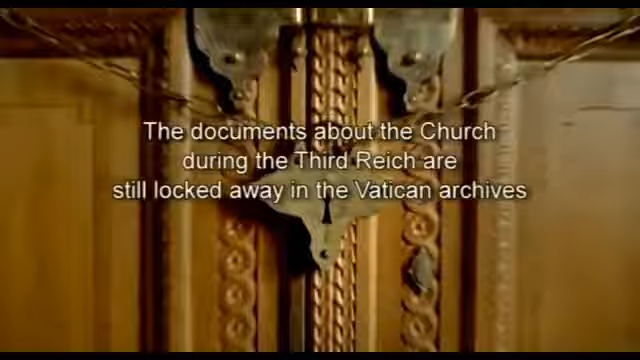 The documents about the Church
during the Third Reich are
still locked away in the Vatican archives